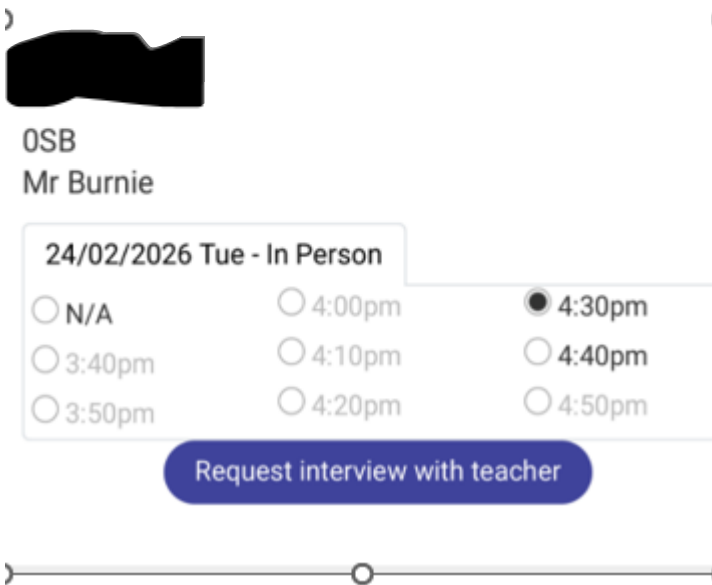 0SB
Mr Burnie
24/02/2026 Tue - In Person
N/A 4:00pm 4:30pm
3:40pm 4:10pm 4:40pm
3:50pm 4:20pm 4:50pm
Request interview with teacher